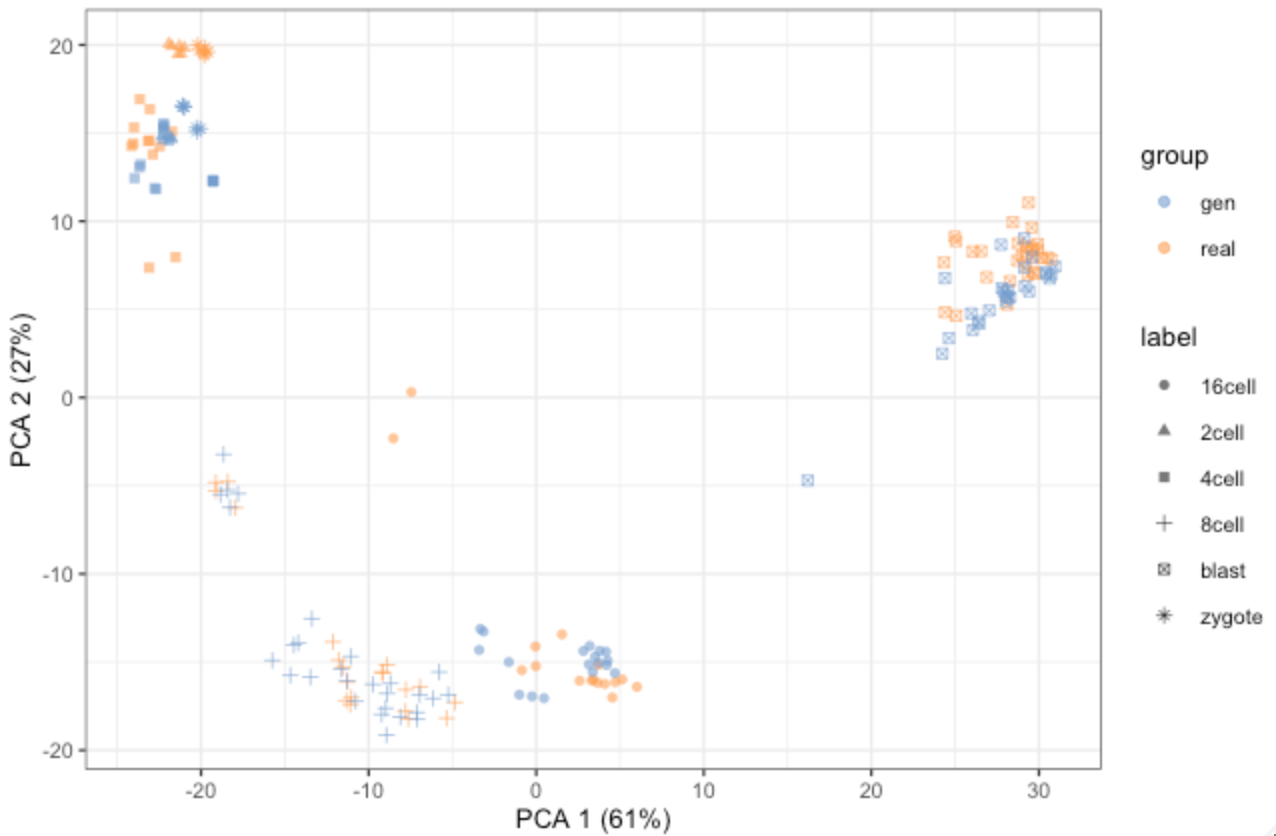 20
10
0
-10
-20
PCA 2 (27%)
-20 -10 0 10 20 30
PCA 1 (61%)
group
gen
real
label
16cell
2cell
4cell
8cell
blast
zygote